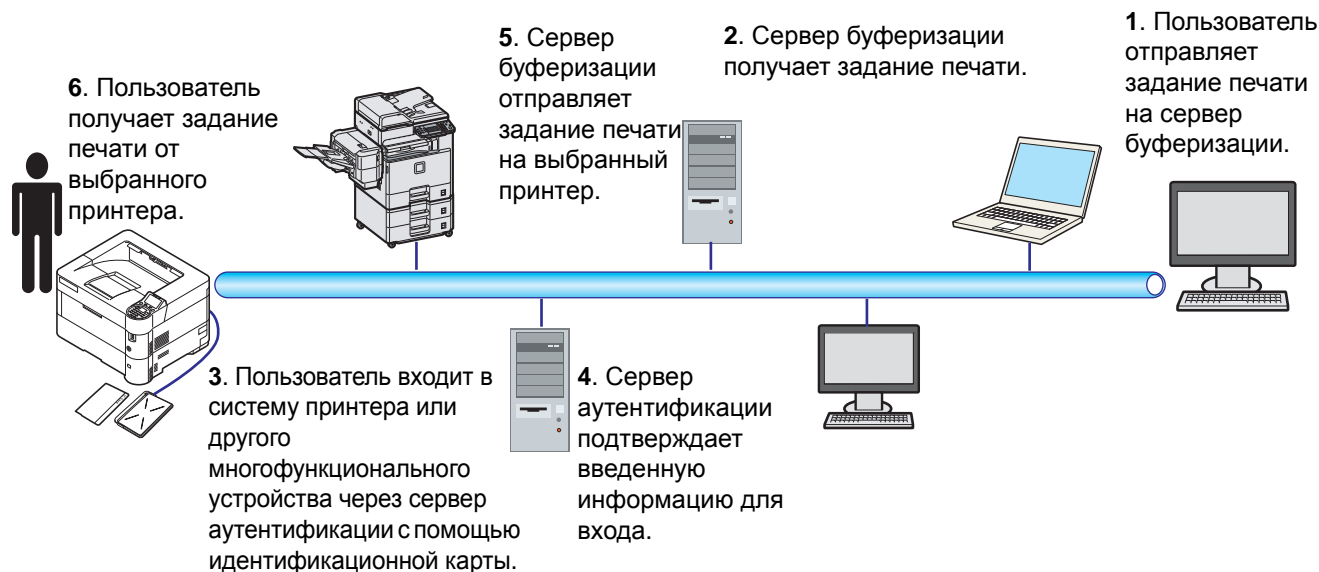 1. Пользователь
отправляет
задание печати
на сервер
буферизации.
2. Сервер буферизации
получает задание печати.
3. Пользователь входит в
систему принтера или
другого
многофункционального
устройства через сервер
аутентификации с помощью
идентификационной карты.
4. Сервер
аутентификации
подтверждает
введенную
информацию для
входа.
5. Сервер
буферизации
отправляет
задание печати
на выбранный
принтер.
6. Пользователь
получает задание
печати от
выбранного
принтера.